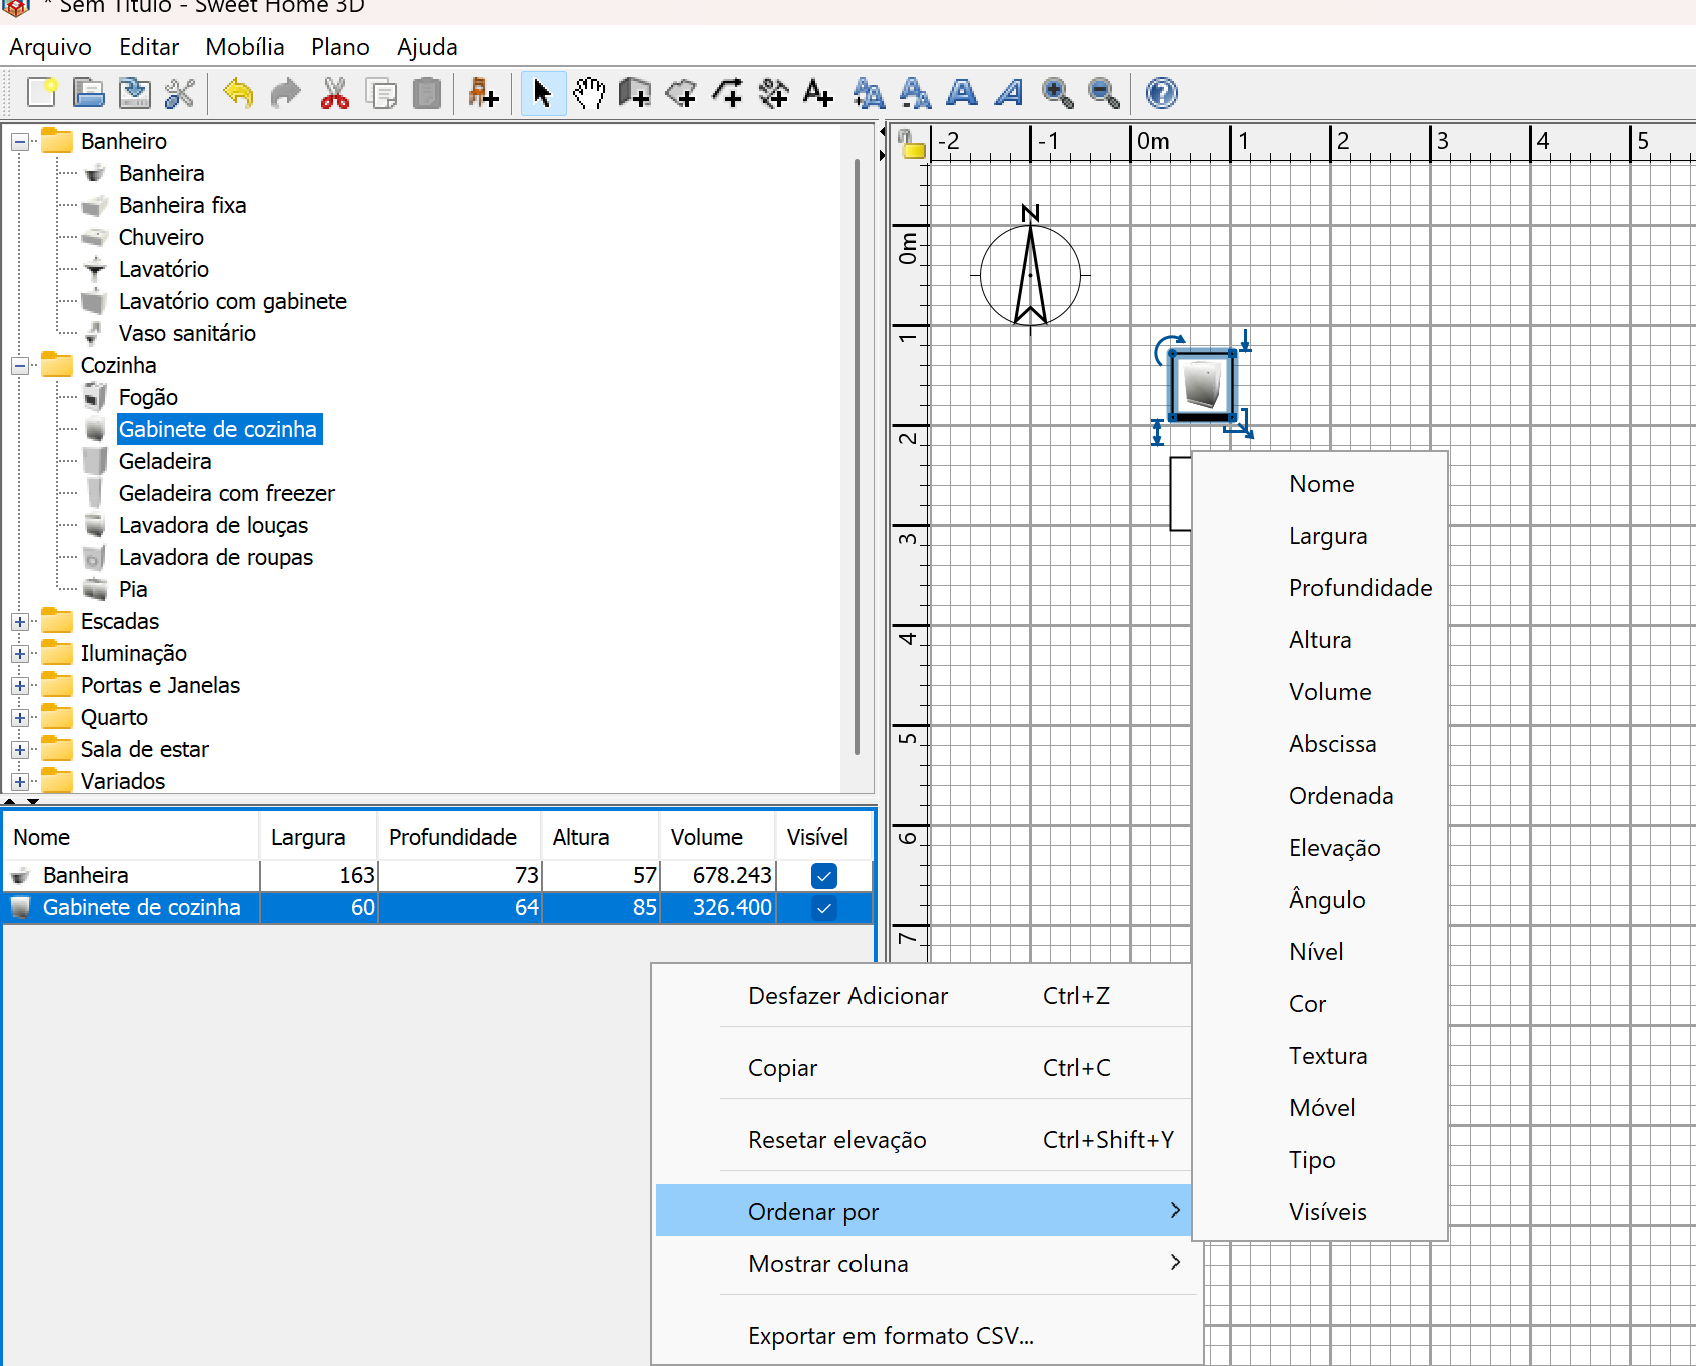 * Sem Título - Sweet Home 3D
Arquivo Editar Mobília Plano Ajuda
Banheiro
Banheira
Banheira fixa
Chuveiro
Lavatório
Lavatório com gabinete
Vaso sanitário
Cozinha
Fogão
Gabinete de cozinha
Geladeira
Geladeira com freezer
Lavadora de louças
Lavadora de roupas
Pia
Escadas
Iluminação
Portas e Janelas
Quarto
Sala de estar
Variados
Nome Largura Profundidade Altura Volume Visível
Banheira 163 73 57 678.243
Gabinete de cozinha 60 64 85 326.400
-2 -1 0m 1 2 3 4 5
0m
1
2
3
4
5
6
7
N
Desfazer Adicionar Ctrl+Z
Copiar Ctrl+C
Resetar elevação Ctrl+Shift+Y
Ordenar por
Mostrar coluna
Exportar em formato CSV...
Nome
Largura
Profundidade
Altura
Volume
Abscissa
Ordenada
Elevação
Ângulo
Nível
Cor
Textura
Móvel
Tipo
Visíveis